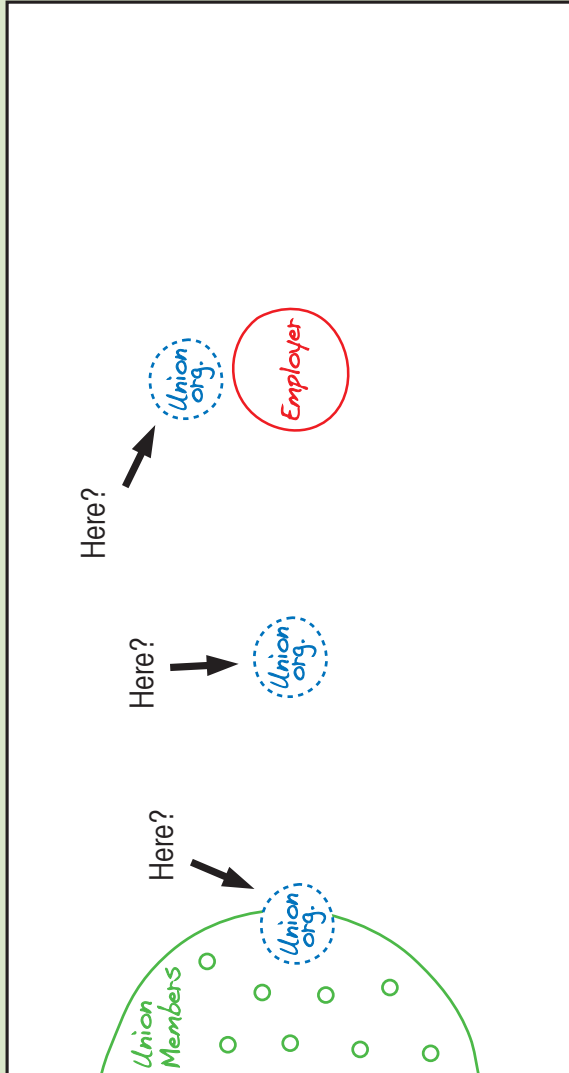 Here?
Union
org.
Employer
Here?
Union
org.
Here?
Union
org.
Union
Members